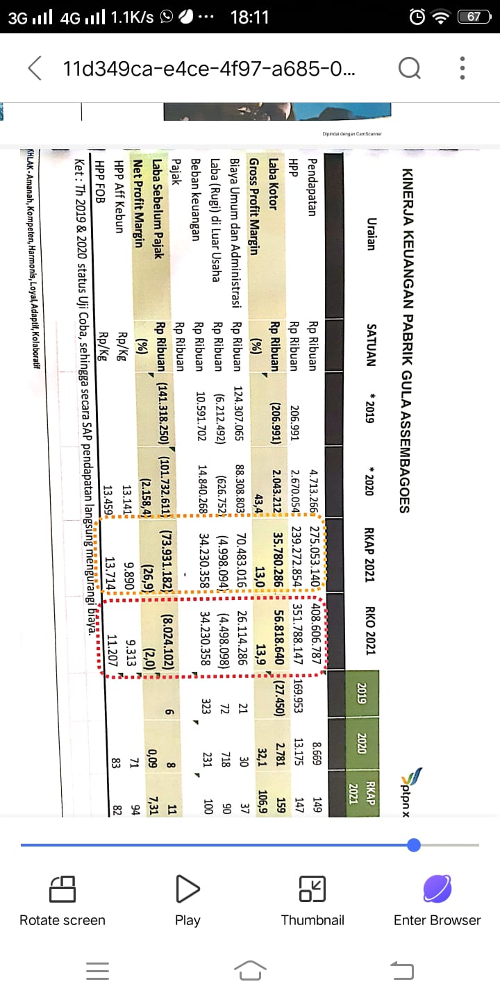 3G 4G 1.1K/s ... 18:11 67
11d349ca-e4ce-4f97-a685-0...
Dipindai dengan CamScanner
KINERJA KEUANGAN PABRIK GULA ASSEMBAGOES
ptpn x
Uraian SATUAN * 2019 * 2020 RKAP 2021 RKO 2021 2019 2020 RKAP 2021
Pendapatan Rp Ribuan 4.713.266 275.053.140 408.606.787 8.669 149
HPP Rp Ribuan 206.991 2.670.054 239.272.854 351.788.147 169.953 13.175 147
Laba Kotor Rp Ribuan (206.991) 2.043.212 35.780.286 56.818.640 (27.450) 2.781 159
Gross Profit Margin (%) 43,4 13,0 13,9 32,1 106,9
Biaya Umum dan Administrasi Rp Ribuan 124.307.065 88.308.803 70.483.016 26.114.286 21 30 37
Laba (Rugi) di Luar Usaha Rp Ribuan (6.212.492) (626.752) (4.998.094) (4.498.098) 72 718 90
Beban keuangan Rp Ribuan 10.591.702 14.840.268 34.230.358 34.230.358 323 231 100
Pajak Rp Ribuan -
Laba Sebelum Pajak Rp Ribuan (141.318.250) (101.732.611) (73.931.182) (8.024.102) 6 8 11
Net Profit Margin (%) (2.158,4) (26,9) (2,0) 0,09 7,31
HPP Aff Kebun Rp/Kg 13.141 9.890 9.313 71 94
HPP FOB Rp/Kg 13.459 13.714 11.207 83 82
Ket : Th 2019 & 2020 status Uji Coba, sehingga secara SAP pendapatan langsung mengurangi biaya.
KHLAK - Amanah, Kompeten, Harmonis, Loyal, Adaptif, Kolaboratif
Rotate screen Play Thumbnail Enter Browser